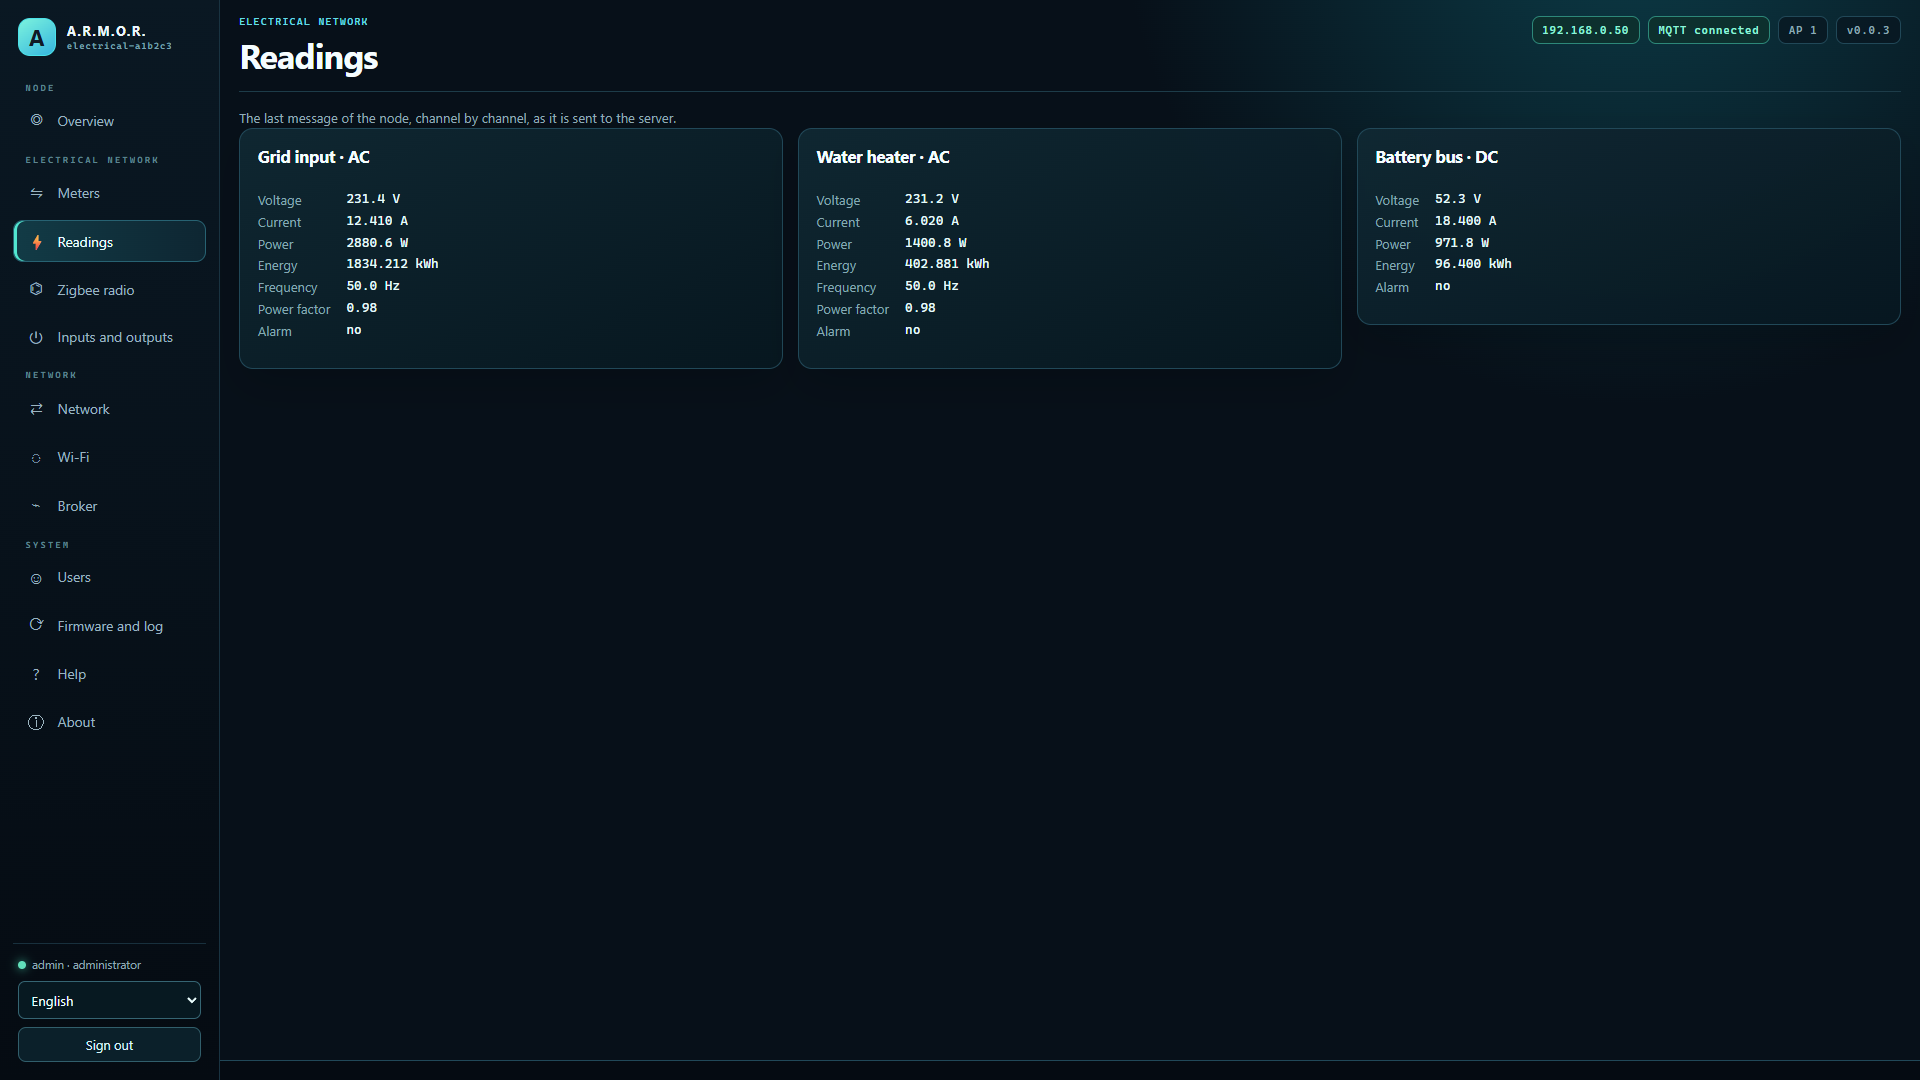 A
A.R.M.O.R.
electrical-a1b2c3
NODE
Overview
ELECTRICAL NETWORK
Meters
Readings
Zigbee radio
Inputs and outputs
NETWORK
Network
Wi-Fi
Broker
SYSTEM
Users
Firmware and log
? Help
About
admin · administrator
English
Sign out
ELECTRICAL NETWORK
Readings
192.168.0.50 MQTT connected AP 1 v0.0.3
The last message of the node, channel by channel, as it is sent to the server.
Grid input · AC
Voltage 231.4 V
Current 12.410 A
Power 2880.6 W
Energy 1834.212 kWh
Frequency 50.0 Hz
Power factor 0.98
Alarm no
Water heater · AC
Voltage 231.2 V
Current 6.020 A
Power 1400.8 W
Energy 402.881 kWh
Frequency 50.0 Hz
Power factor 0.98
Alarm no
Battery bus · DC
Voltage 52.3 V
Current 18.400 A
Power 971.8 W
Energy 96.400 kWh
Alarm no